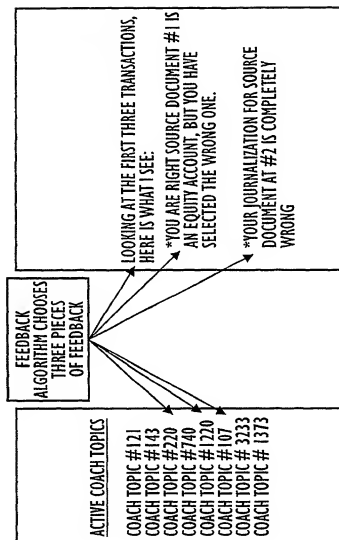 ACTIVE COACH TOPICS
COACH TOPIC #121
COACH TOPIC #143
COACH TOPIC #220
COACH TOPIC #740
COACH TOPIC #1220
COACH TOPIC #107
COACH TOPIC # 3233
COACH TOPIC # 1373
FEEDBACK
ALGORITHM CHOOSES
THREE PIECES
OF FEEDBACK
LOOKING AT THE FIRST THREE TRANSACTIONS,
HERE IS WHAT I SEE:
*YOU ARE RIGHT SOURCE DOCUMENT #1 IS
AN EQUITY ACCOUNT, BUT YOU HAVE
SELECTED THE WRONG ONE.
*YOUR JOURNALIZATION FOR SOURCE
DOCUMENT AT #2 IS COMPLETELY
WRONG